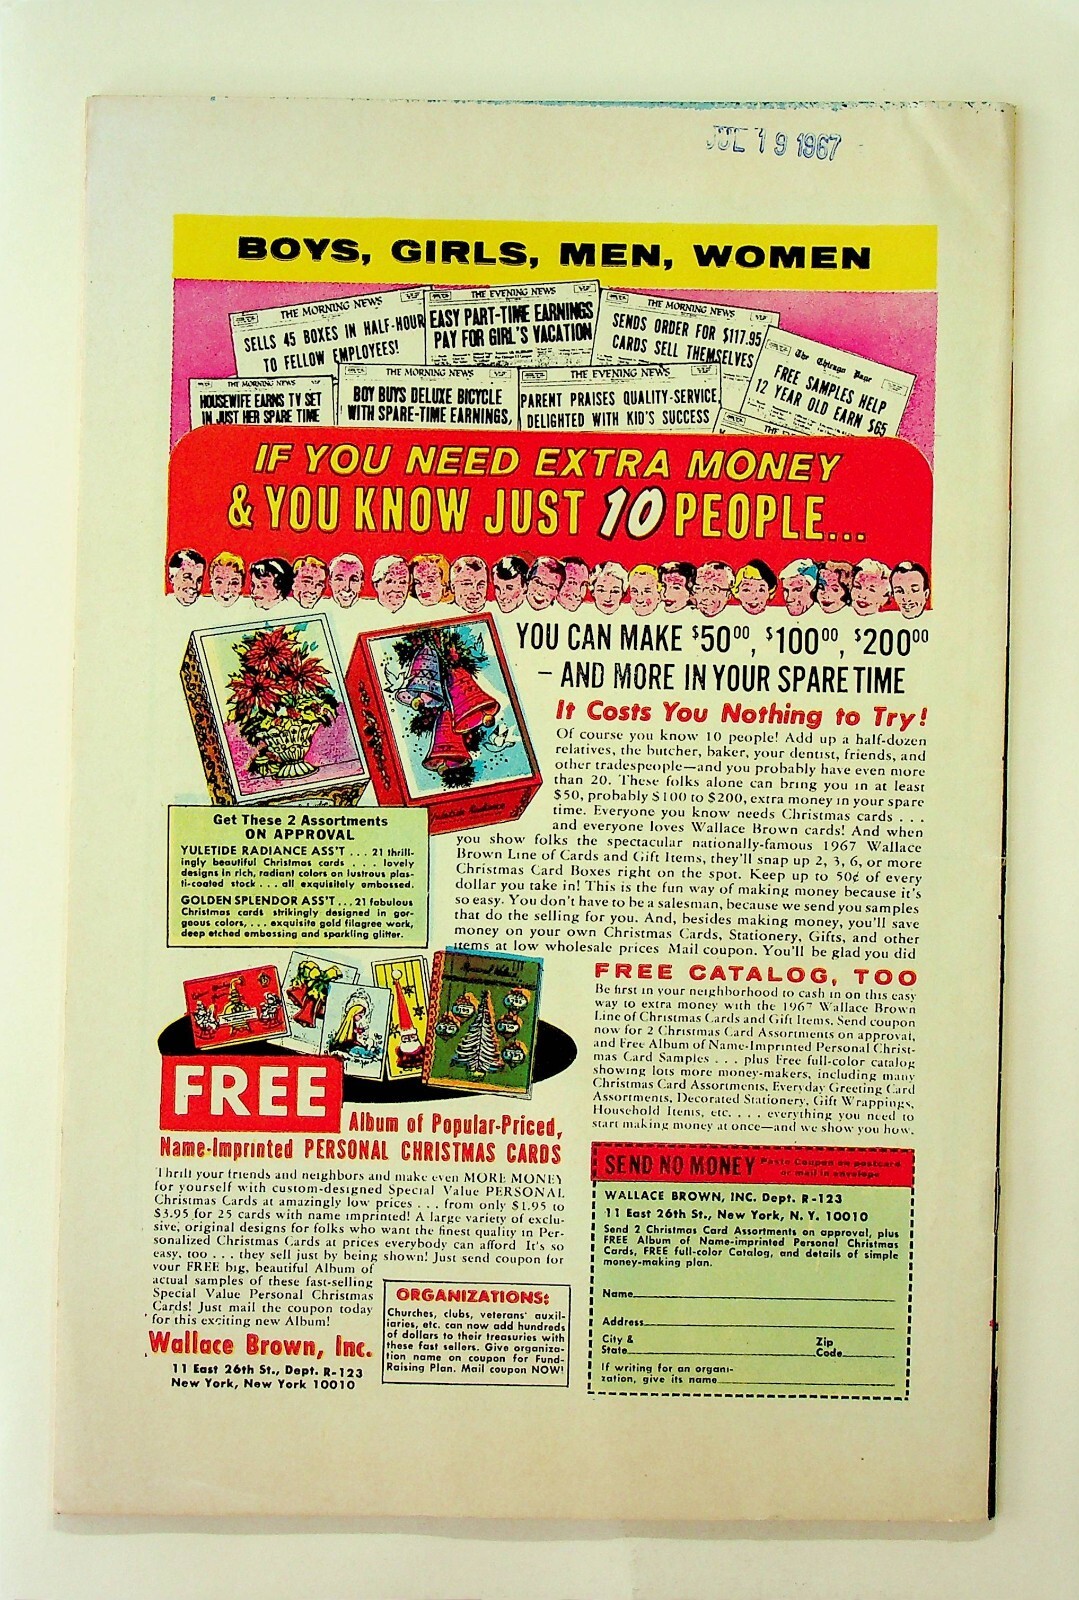 JUL 19 1967
BOYS, GIRLS, MEN, WOMEN
THE MORNING NEWS
SELLS 45 BOXES IN HALF-HOUR
TO FELLOW EMPLOYEES!
THE EVENING NEWS
EASY PART-TIME EARNINGS
PAY FOR GIRL'S VACATION
THE MORNING NEWS
SENDS ORDER FOR $117.95
CARDS SELL THEMSELVES
The Chicago Page
FREE SAMPLES HELP
12 YEAR OLD EARN $65
THE MORNING NEWS
HOUSEWIFE EARNS TV SET
IN JUST HER SPARE TIME
THE MORNING NEWS
BOY BUYS DELUXE BICYCLE
WITH SPARE-TIME EARNINGS,
THE EVENING NEWS
PARENT PRAISES QUALITY-SERVICE,
DELIGHTED WITH KID'S SUCCESS
THE
IF YOU NEED EXTRA MONEY
& YOU KNOW JUST 10 PEOPLE...
YOU CAN MAKE $50.00, $100.00, $200.00
– AND MORE IN YOUR SPARE TIME
It Costs You Nothing to Try!
Of course you know 10 people! Add up a half-dozen
relatives, the butcher, baker, your dentist, friends, and
other tradespeople—and you probably have even more
than 20. These folks alone can bring you in at least
$50, probably $100 to $200, extra money in your spare
time. Everyone you know needs Christmas cards . . .
and everyone loves Wallace Brown cards! And when
you show folks the spectacular nationally-famous 1967 Wallace
Brown Line of Cards and Gift Items, they'll snap up 2, 3, 6, or more
Christmas Card Boxes right on the spot. Keep up to 50¢ of every
dollar you take in! This is the fun way of making money because it's
so easy. You don't have to be a salesman, because we send you samples
that do the selling for you. And, besides making money, you'll save
money on your own Christmas Cards, Stationery, Gifts, and other
items at low wholesale prices Mail coupon. You'll be glad you did
Get These 2 Assortments
ON APPROVAL
YULETIDE RADIANCE ASS'T . . . 21 thrill-
ingly beautiful Christmas cards . . . . lovely
designs in rich, radiant colors on lustrous plas-
ti-coated stock . . . all exquisitely embossed.
GOLDEN SPLENDOR ASS'T . . . 21 fabulous
Christmas cards strikingly designed in gor-
geous colors, . . . exquisite gold filagree work,
deep etched embossing and sparkling glitter.
FREE CATALOG, TOO
Be first in your neighborhood to cash in on this easy
way to extra money with the 1967 Wallace Brown
Line of Christmas Cards and Gift Items. Send coupon
now for 2 Christmas Card Assortments on approval,
and Free Album of Name-Imprinted Personal Christ-
mas Card Samples . . . plus Free full-color catalog
showing lots more money-makers, including many
Christmas Card Assortments, Everyday Greeting Card
Assortments, Decorated Stationery, Gift Wrappings,
Household Items, etc. . . . everything you need to
start making money at once—and we show you how.
FREE
Album of Popular-Priced,
Name-Imprinted PERSONAL CHRISTMAS CARDS
Thrill your friends and neighbors and make even MORE MONEY
for yourself with custom-designed Special Value PERSONAL
Christmas Cards at amazingly low prices . . . from only $1.95 to
$3.95 for 25 cards with name imprinted! A large variety of exclu-
sive, original designs for folks who want the finest quality in Per-
sonalized Christmas Cards at prices everybody can afford It's so
easy, too . . . they sell just by being shown! Just send coupon for
your FREE big, beautiful Album of
actual samples of these fast-selling
Special Value Personal Christmas
Cards! Just mail the coupon today
for this exciting new Album!
Wallace Brown, Inc.
11 East 26th St., Dept. R-123
New York, New York 10010
ORGANIZATIONS:
Churches, clubs, veterans' auxil-
iaries, etc. can now add hundreds
of dollars to their treasuries with
these fast sellers. Give organiza-
tion name on coupon for Fund-
Raising Plan. Mail coupon NOW!
SEND NO MONEY Paste Coupon on postcard
or mail in envelope
WALLACE BROWN, INC. Dept. R-123
11 East 26th St., New York, N. Y. 10010
Send 2 Christmas Card Assortments on approval, plus
FREE Album of Name-imprinted Personal Christmas
Cards, FREE full-color Catalog, and details of simple
money-making plan.
Name
Address
City & Zip
State Code
If writing for an organi-
zation, give its name